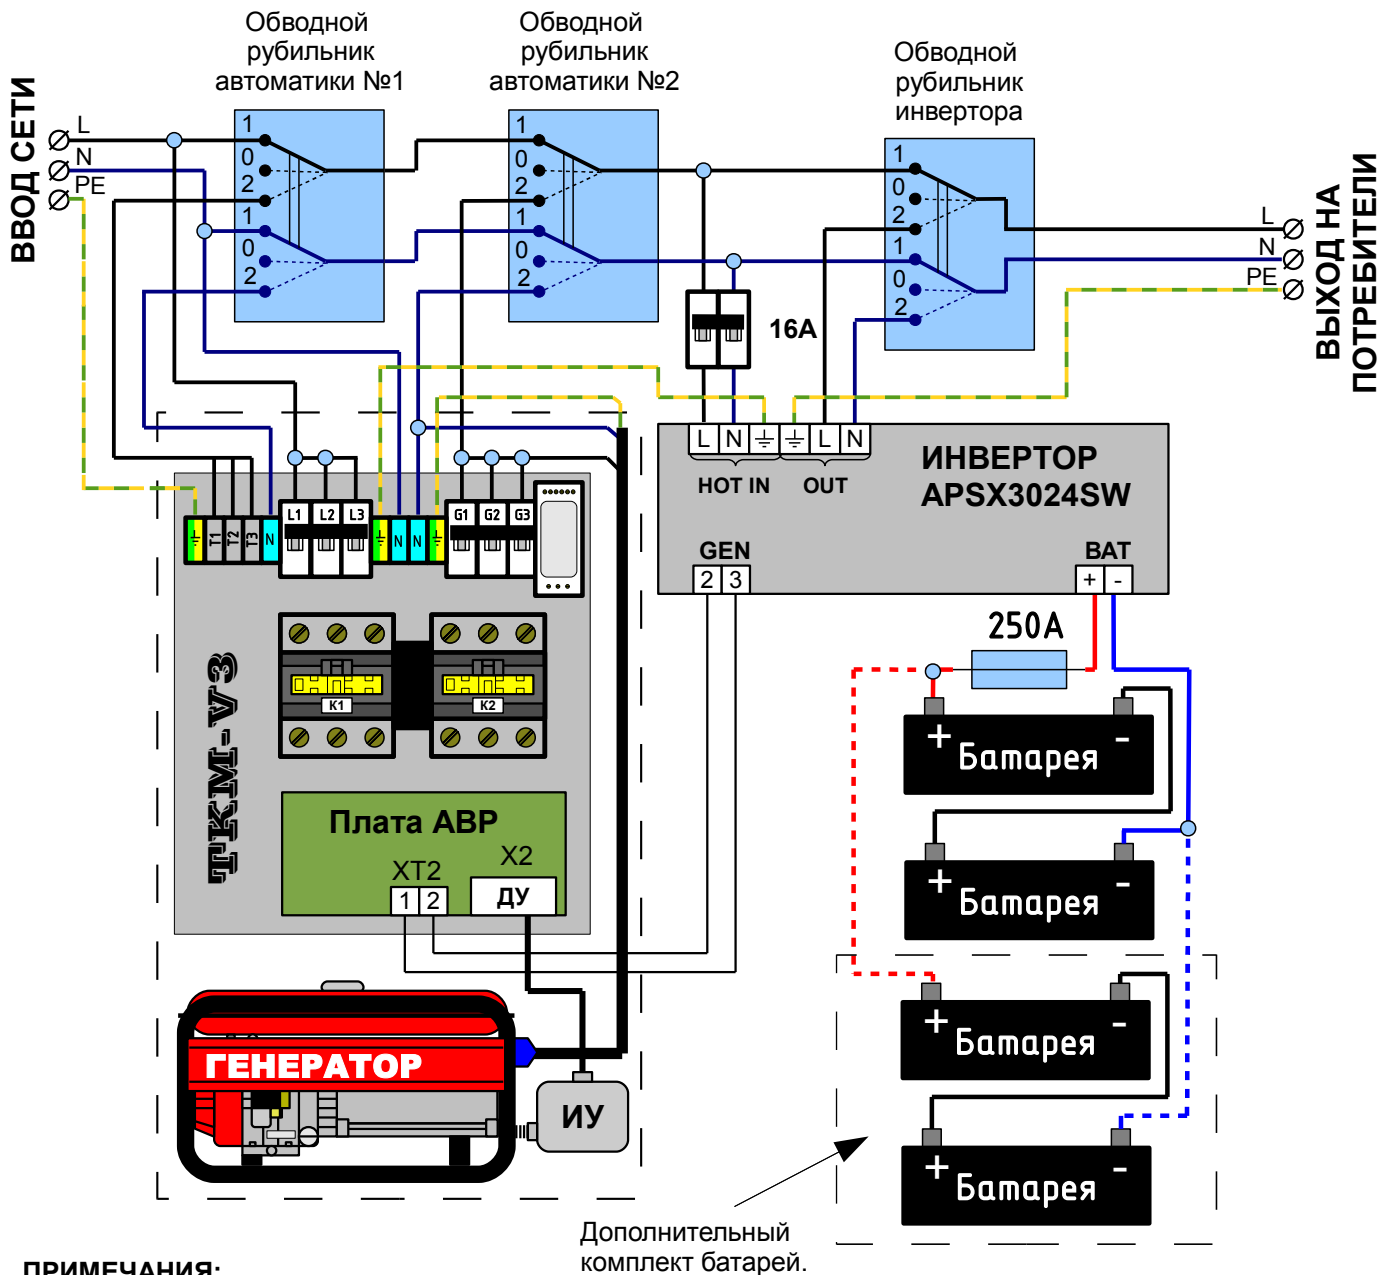 Обводной
рубильник
автоматики №1
Обводной
рубильник
автоматики №2
Обводной
рубильник
инвертора
ВВОД СЕТИ
L
N
PE
1
0
2
1
0
2
1
0
2
1
0
2
1
0
2
1
0
2
L
N
PE
ВЫХОД НА
ПОТРЕБИТЕЛИ
16А
L N L N
HOT IN OUT
ИНВЕРТОР
APSX3024SW
GEN
2 3
BAT
+ -
T1 T2 T3 N L1 L2 L3 N N G1 G2 G3
250А
K1 K2
TKM-V3
+ Батарея -
Плата АВР
XT2 X2
1 2 ДУ
+ Батарея -
+ Батарея -
ГЕНЕРАТОР
ИУ
+ Батарея -
Дополнительный
комплект батарей.
ПРИМЕЧАНИЯ: